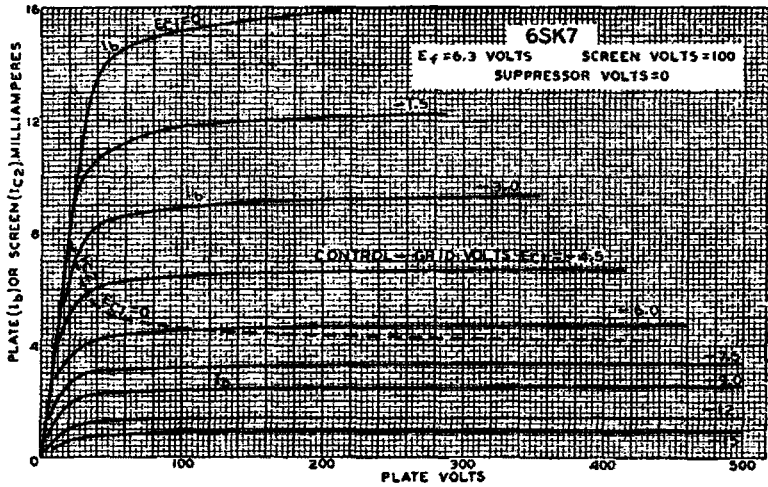 6SK7
Ef=6.3 VOLTS SCREEN VOLTS=100
SUPPRESSOR VOLTS=0
PLATE (Ib) OR SCREEN (Ic2) MILLIAMPERES
16
12
8
4
0
Ib EC1=0
-1.5
Ib
-3.0
CONTROL-GRID VOLTS EC1=-4.5
EC1=0
-6.0
-7.5
Ib
-12
-15
100
200
300
400
500
PLATE VOLTS